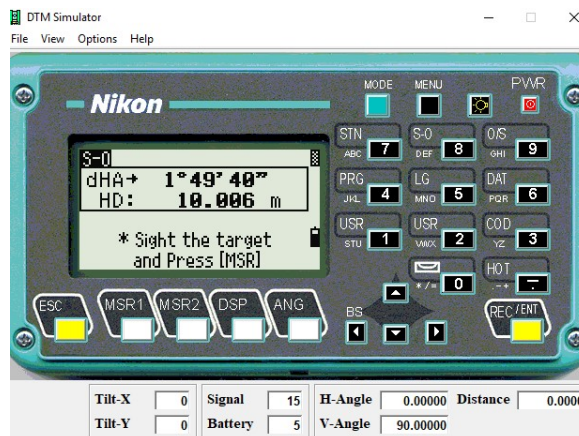 DTM Simulator
File View Options Help
MODE MENU PWR
Nikon
STN S-O O/S
ABC 7 DEF 8 GHI 9
S-O
dHA→ 1°49'40"
HD: 10.006 m
* Sight the target
and Press [MSR]
PRG LG DAT
JKL 4 MNO 5 PQR 6
USR USR COD
STU 1 VWX 2 YZ 3
HOT
* / = 0 . - +
ESC MSR1 MSR2 DSP ANG BS REC/ENT
Tilt-X 0 Signal 15 H-Angle 0.00000 Distance 0.000
Tilt-Y 0 Battery 5 V-Angle 90.00000